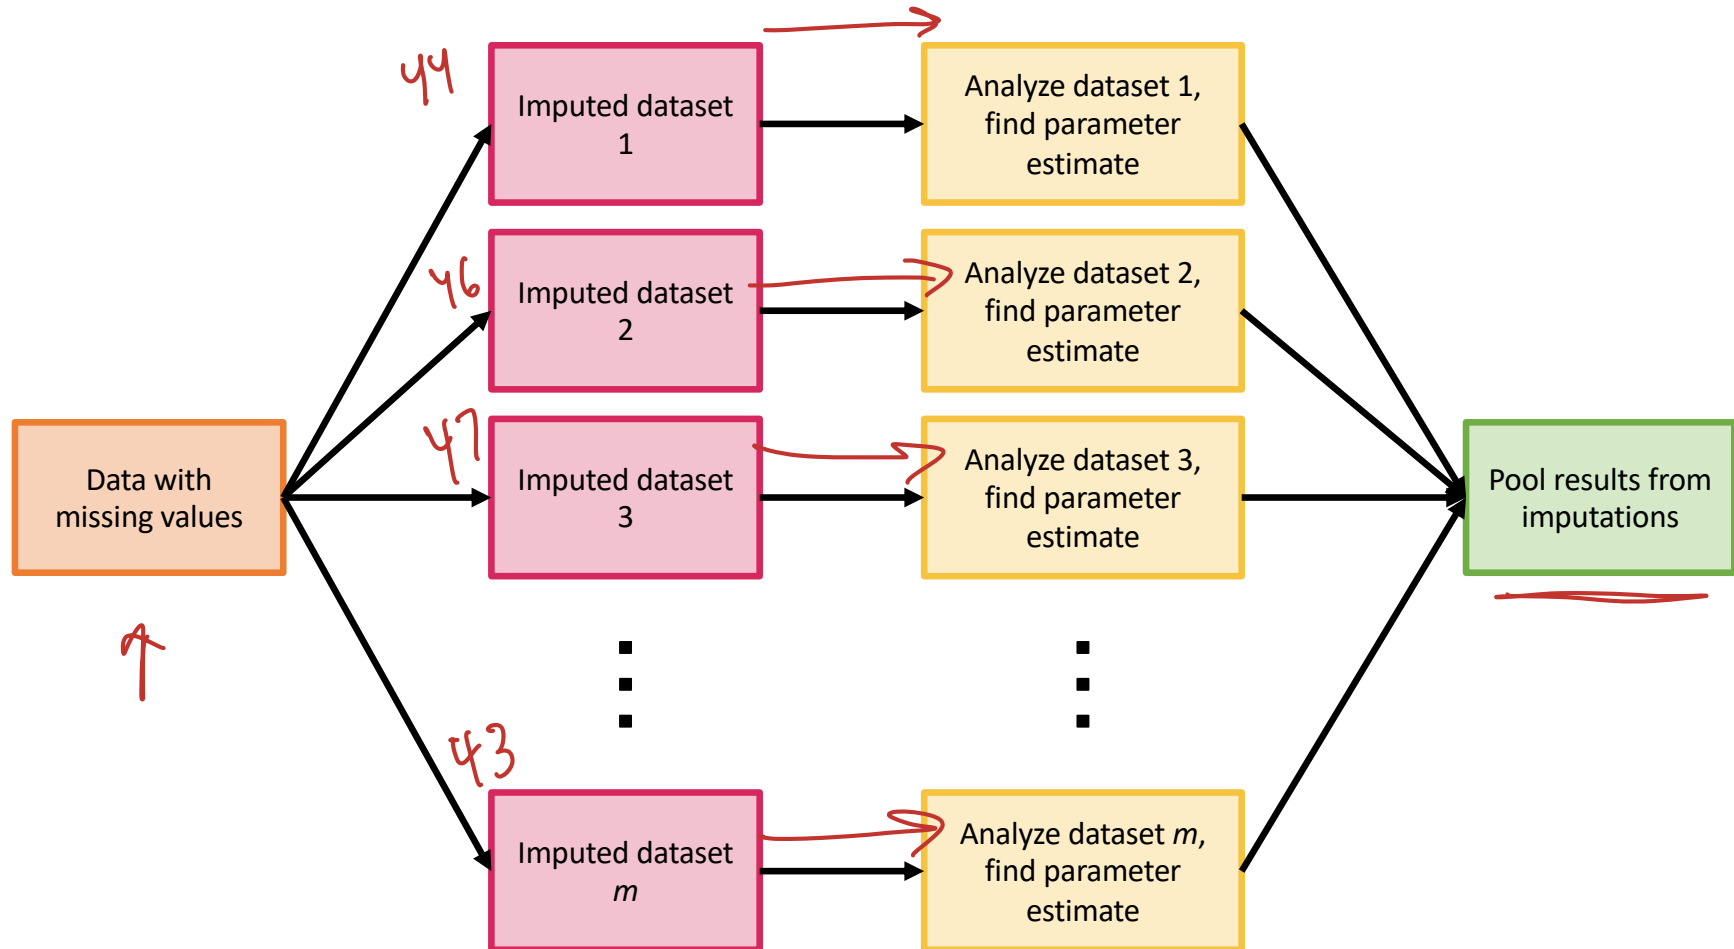 44
Imputed dataset
1
Analyze dataset 1,
find parameter
estimate
46
Imputed dataset
2
Analyze dataset 2,
find parameter
estimate
47
Imputed dataset
3
Analyze dataset 3,
find parameter
estimate
Data with
missing values
Pool results from
imputations
43
Imputed dataset
m
Analyze dataset m,
find parameter
estimate